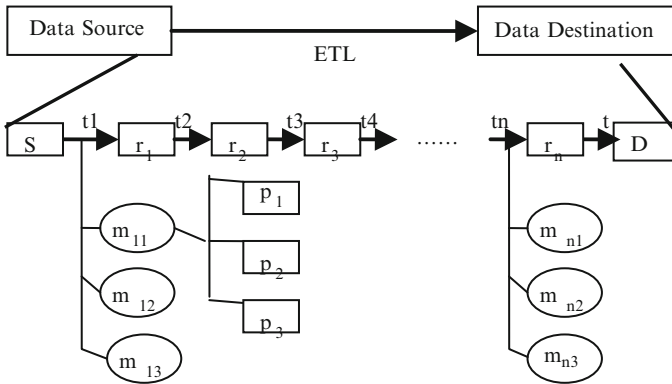 Data Source
Data Destination
ETL
t1 t2 t3 t4 tn t
S r1 r2 r3 ...... rn D
m11
m12
m13
p1
p2
p3
mn1
mn2
mn3